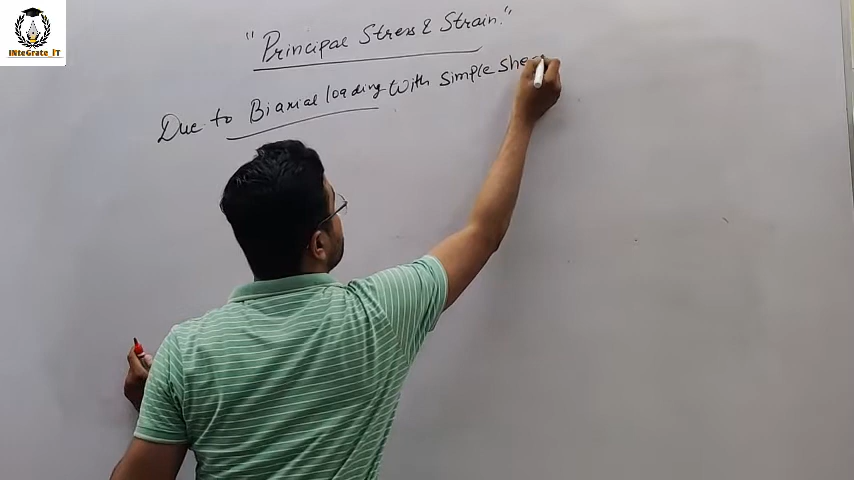 INteGrate_iT
"Principal Stress & Strain."
Due to Biaxial loading with simple